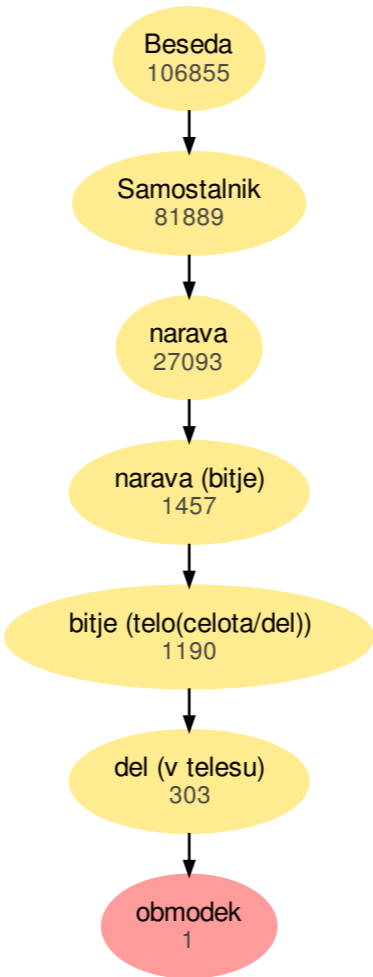 Beseda
106855
Samostalnik
81889
narava
27093
narava (bitje)
1457
bitje (telo(celota/del))
1190
del (v telesu)
303
obmodek
1